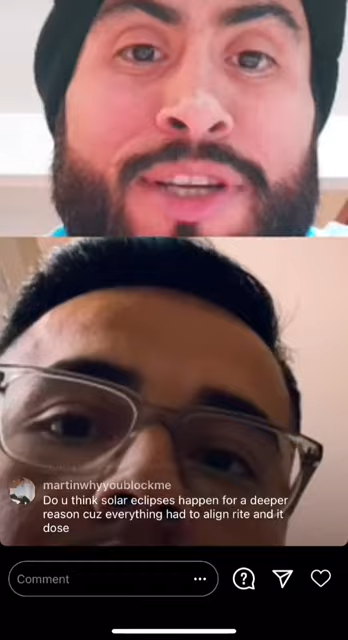 martinwhyyoublockme
Do u think solar eclipses happen for a deeper
reason cuz everything had to align rite and it
dose
Comment